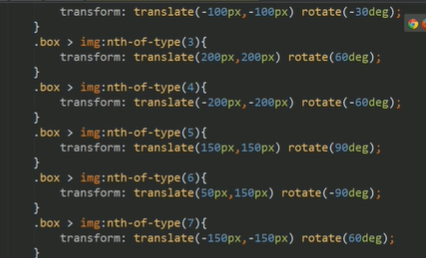 transform: translate(-100px,-100px) rotate(-30deg);
}
.box > img:nth-of-type(3){
transform: translate(200px,200px) rotate(60deg);
}
.box > img:nth-of-type(4){
transform: translate(-200px,-200px) rotate(-60deg);
}
.box > img:nth-of-type(5){
transform: translate(150px,150px) rotate(90deg);
}
.box > img:nth-of-type(6){
transform: translate(50px,150px) rotate(-90deg);
}
.box > img:nth-of-type(7){
transform: translate(-150px,-150px) rotate(60deg);
}